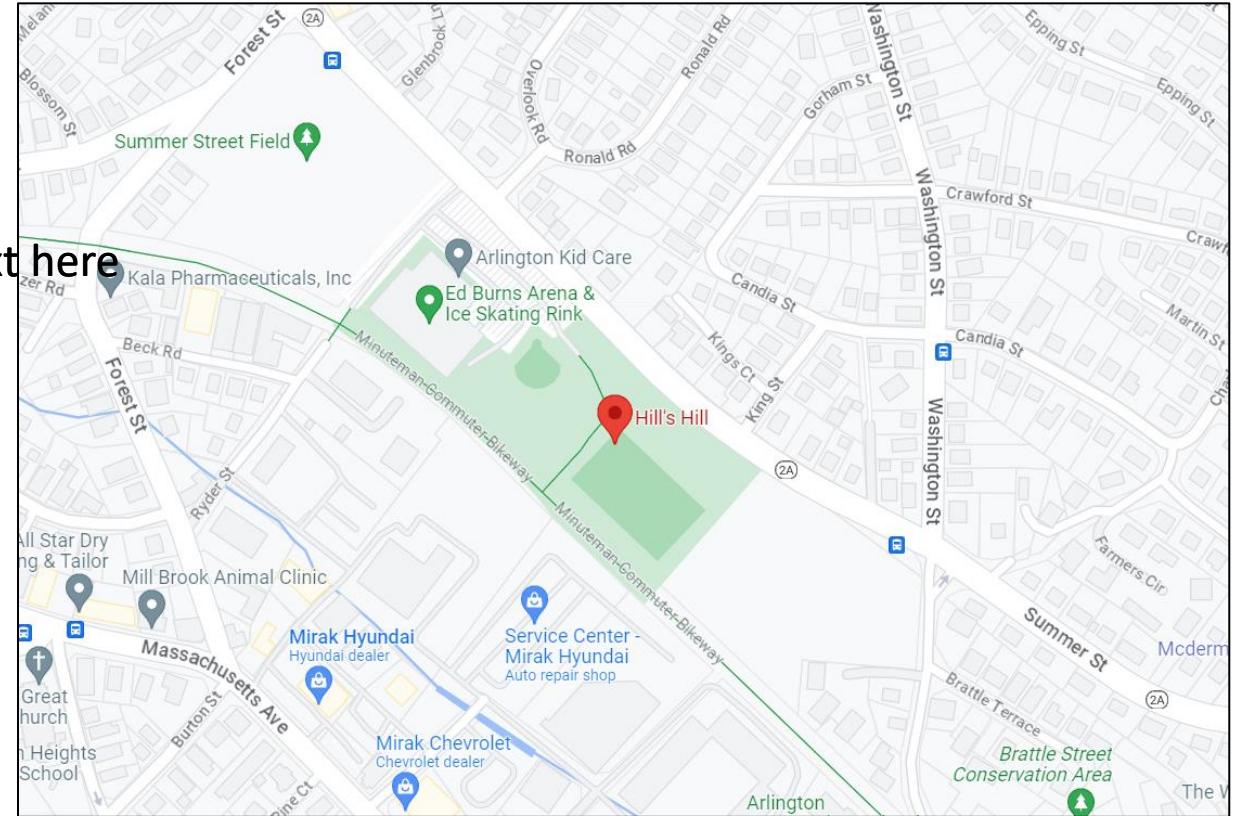 Forest St
2A
Glenbrook Ln
Overlook Rd
Ronald Rd
Washington St
Epping St
Epping St
Blossom St
Gorham St
Summer Street Field
Ronald Rd
Washington St
Crawford St
t here
Kala Pharmaceuticals, Inc
Arlington Kid Care
Ed Burns Arena &
Ice Skating Rink
Candia St
Martin St
Beck Rd
Minuteman Commuter Bikeway
Kings Ct
Candia St
Forest St
King St
Hill's Hill
Washington St
2A
Ryder St
Minuteman Commuter Bikeway
All Star Dry
ng & Tailor
Mill Brook Animal Clinic
Farmers Cir
Mirak Hyundai
Hyundai dealer
Service Center -
Mirak Hyundai
Auto repair shop
Summer St
Mcderm
Massachusetts Ave
Great
hurch
Burton St
Brattle Terrace
2A
Heights
School
Mirak Chevrolet
Chevrolet dealer
Brattle Street
Conservation Area
Pine Ct
Arlington
The